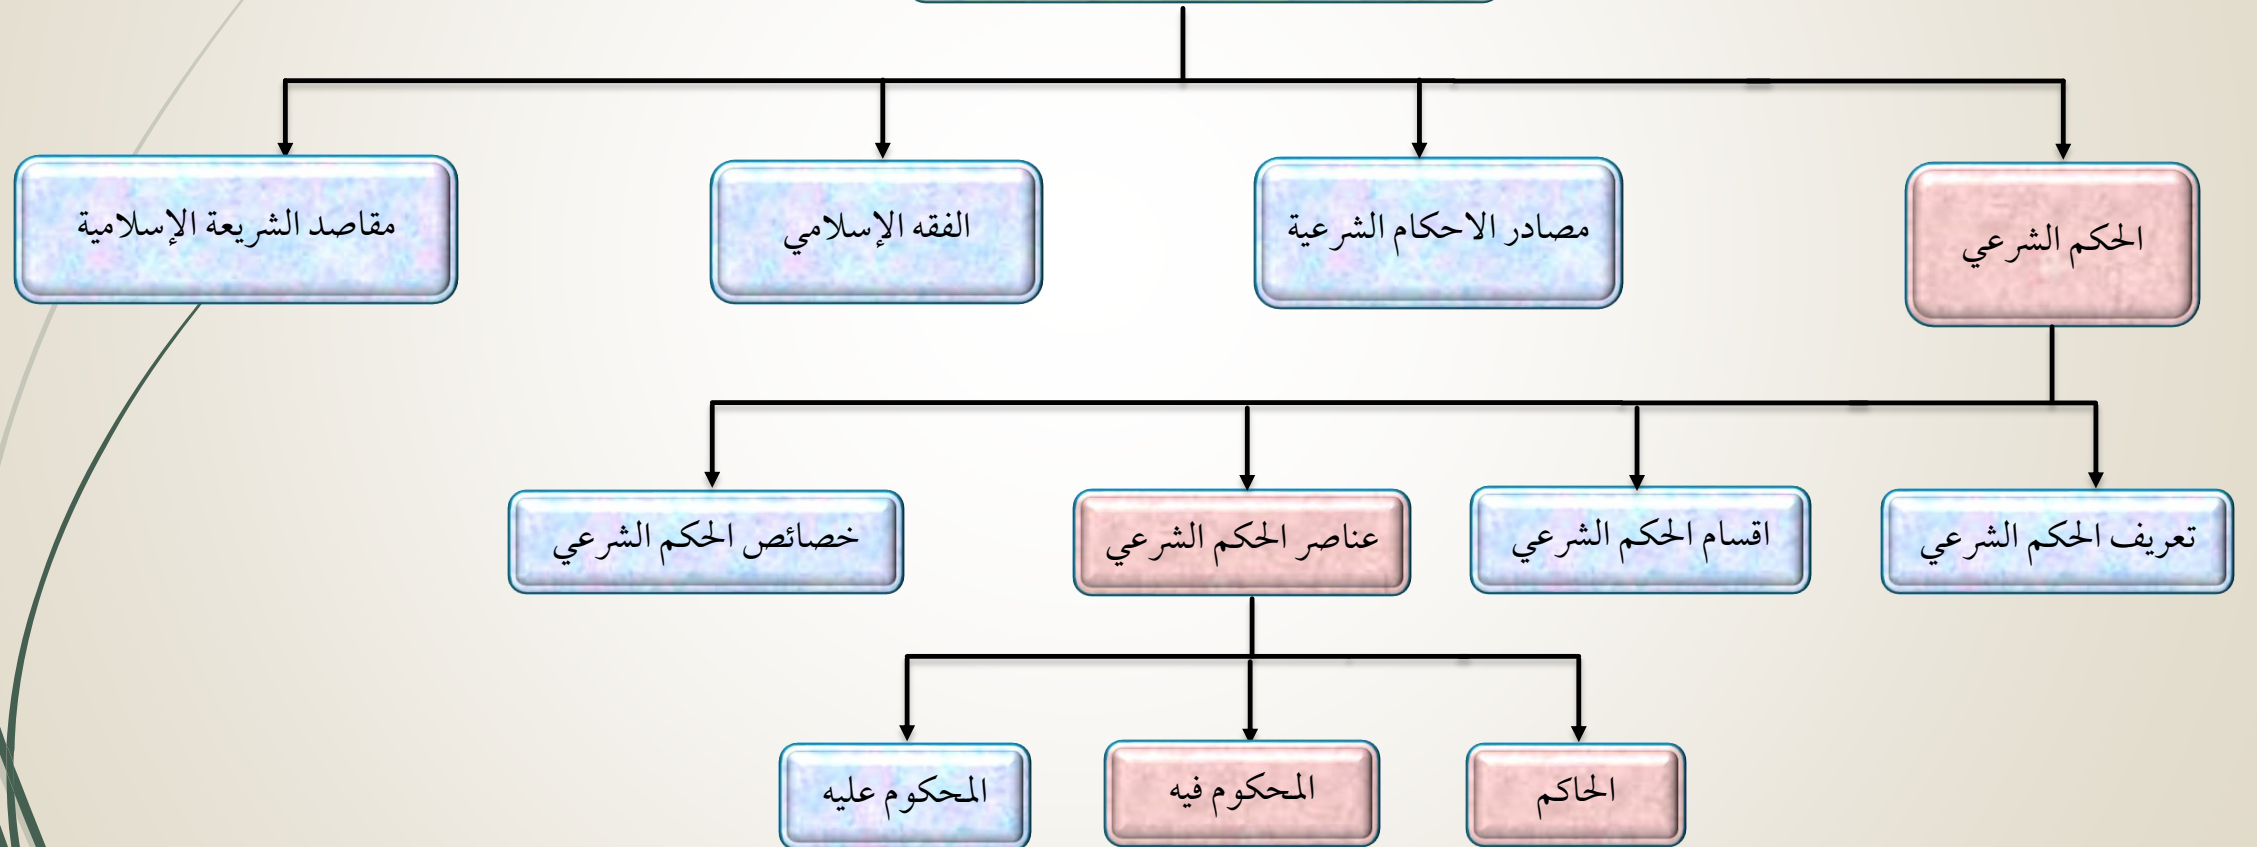 الحكم الشرعي
مصادر الاحكام الشرعية
الفقه الإسلامي
مقاصد الشريعة الإسلامية
تعريف الحكم الشرعي
اقسام الحكم الشرعي
عناصر الحكم الشرعي
خصائص الحكم الشرعي
الحاكم
المحكوم فيه
المحكوم عليه